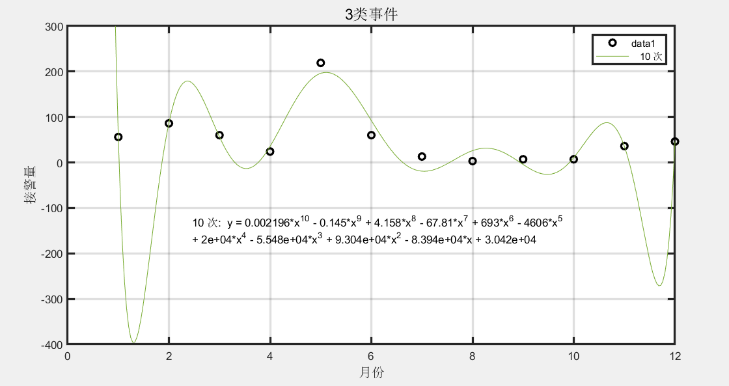 3类事件
300
200
100
0
-100
-200
-300
-400
接警量
data1
10 次
10 次: y = 0.002196*x^10 - 0.145*x^9 + 4.158*x^8 - 67.81*x^7 + 693*x^6 - 4606*x^5
+ 2e+04*x^4 - 5.548e+04*x^3 + 9.304e+04*x^2 - 8.394e+04*x + 3.042e+04
0 2 4 6 8 10 12
月份